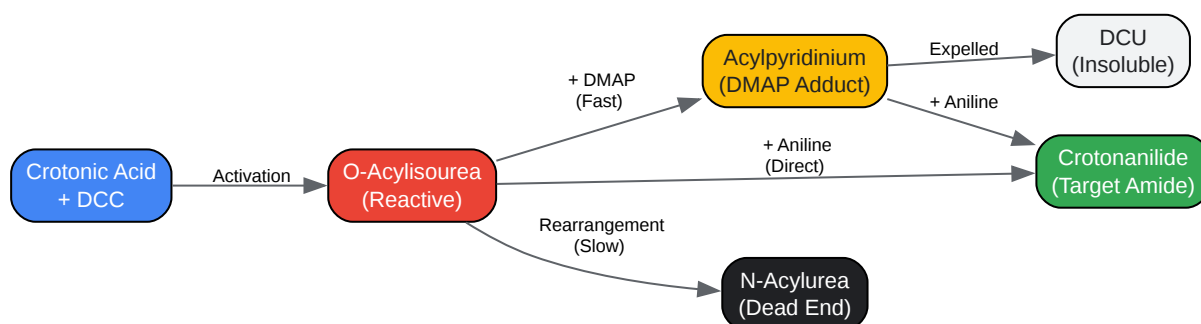 Crotonic Acid
+ DCC
Activation
O-Acylisourea
(Reactive)
+ DMAP
(Fast)
Acylpyridinium
(DMAP Adduct)
Expelled
DCU
(Insoluble)
+ Aniline
+ Aniline
(Direct)
Crotonanilide
(Target Amide)
Rearrangement
(Slow)
N-Acylurea
(Dead End)